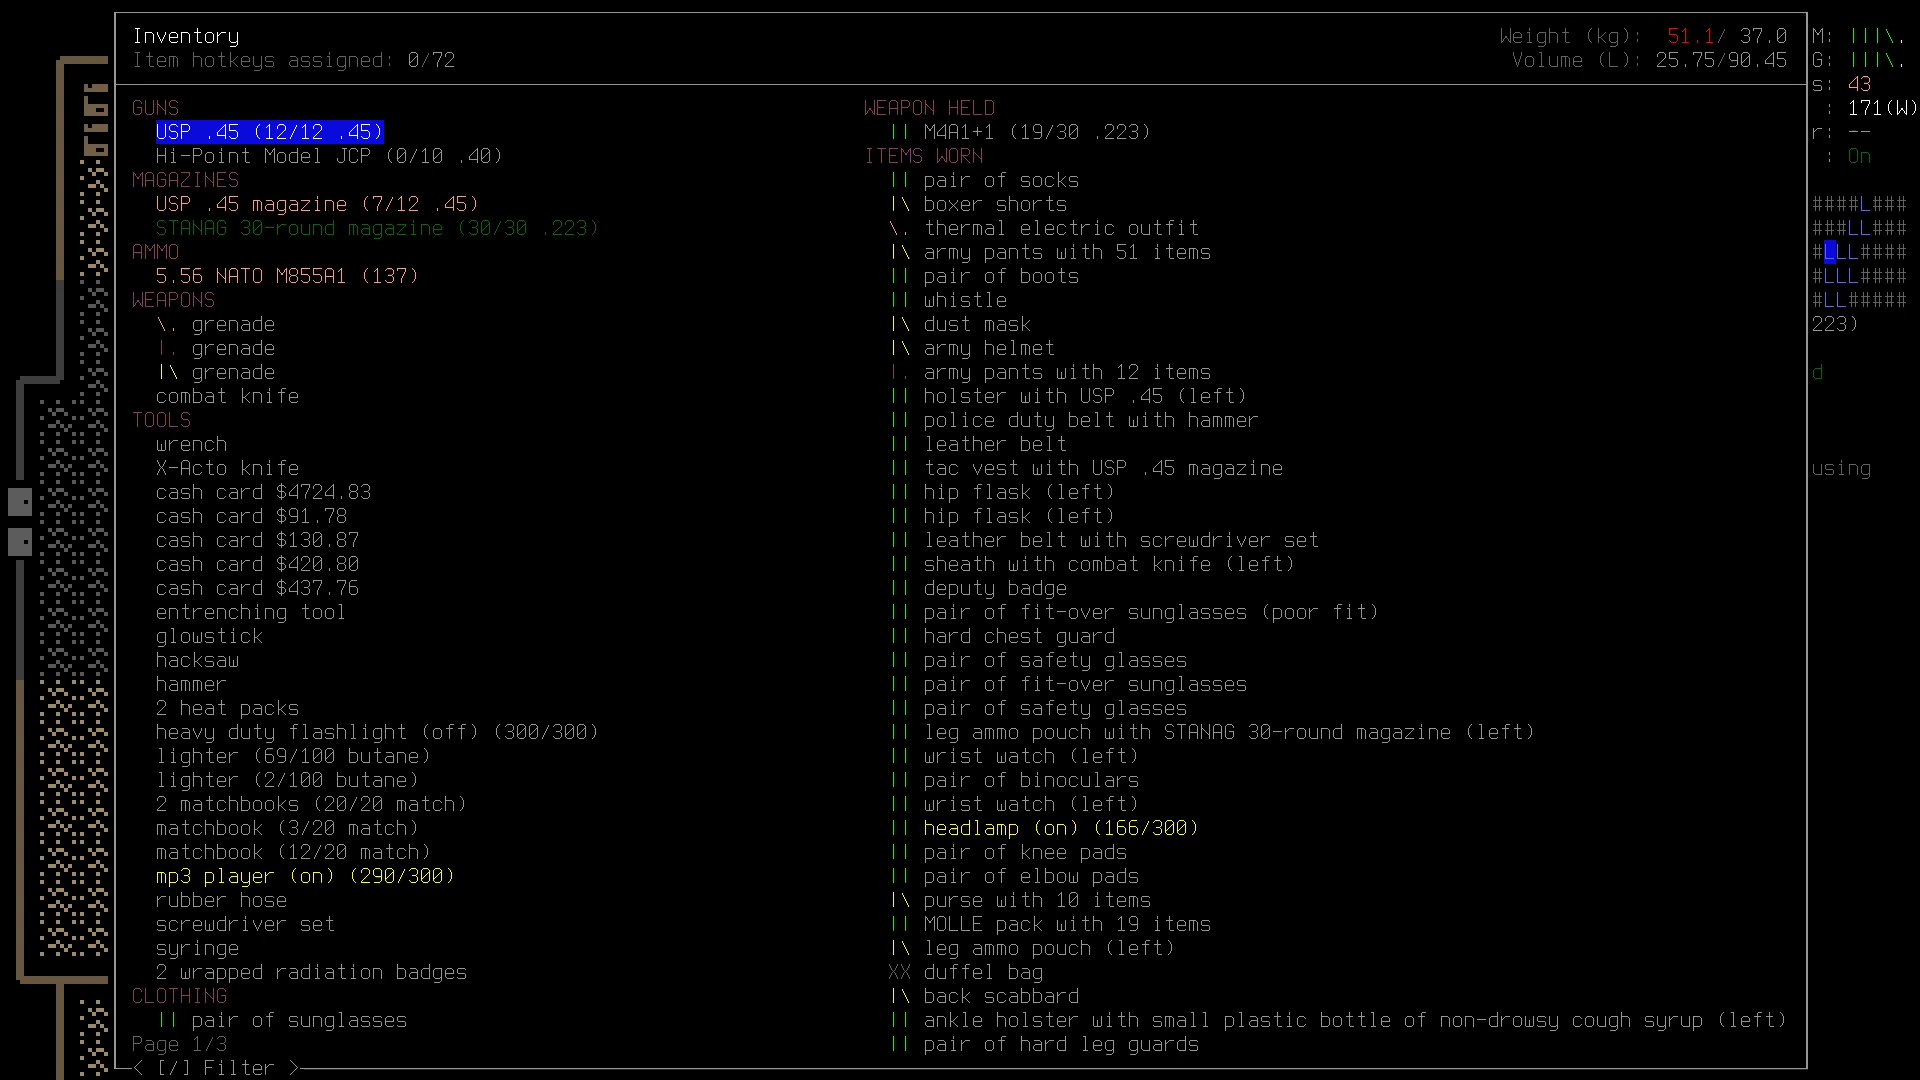 Inventory
Item hotkeys assigned: 0/72
Weight (kg): 51.1/ 37.0
Volume (L): 25.75/90.45
GUNS
USP .45 (12/12 .45)
Hi-Point Model JCP (0/10 .40)
MAGAZINES
USP .45 magazine (7/12 .45)
STANAG 30-round magazine (30/30 .223)
AMMO
5.56 NATO M855A1 (137)
WEAPONS
\. grenade
|. grenade
|\ grenade
combat knife
TOOLS
wrench
X-Acto knife
cash card $4724.83
cash card $91.78
cash card $130.87
cash card $420.80
cash card $437.76
entrenching tool
glowstick
hacksaw
hammer
2 heat packs
heavy duty flashlight (off) (300/300)
lighter (69/100 butane)
lighter (2/100 butane)
2 matchbooks (20/20 match)
matchbook (3/20 match)
matchbook (12/20 match)
mp3 player (on) (290/300)
rubber hose
screwdriver set
syringe
2 wrapped radiation badges
CLOTHING
|| pair of sunglasses
Page 1/3
< [/] Filter >
WEAPON HELD
|| M4A1+1 (19/30 .223)
ITEMS WORN
|| pair of socks
|\ boxer shorts
\. thermal electric outfit
|\ army pants with 51 items
|| pair of boots
|| whistle
|\ dust mask
|\ army helmet
|. army pants with 12 items
|| holster with USP .45 (left)
|| police duty belt with hammer
|| leather belt
|| tac vest with USP .45 magazine
|| hip flask (left)
|| hip flask (left)
|| leather belt with screwdriver set
|| sheath with combat knife (left)
|| deputy badge
|| pair of fit-over sunglasses (poor fit)
|| hard chest guard
|| pair of safety glasses
|| pair of fit-over sunglasses
|| pair of safety glasses
|| leg ammo pouch with STANAG 30-round magazine (left)
|| wrist watch (left)
|| pair of binoculars
|| wrist watch (left)
|| headlamp (on) (166/300)
|| pair of knee pads
|| pair of elbow pads
|\ purse with 10 items
|| MOLLE pack with 19 items
|\ leg ammo pouch (left)
XX duffel bag
|\ back scabbard
|| ankle holster with small plastic bottle of non-drowsy cough syrup (left)
|| pair of hard leg guards
M: |||\.
G: |||\.
s: 43
: 171(W)
r: --
: On
####L###
###LL###
#LLL####
#LLL####
#LL#####
223)
d
using